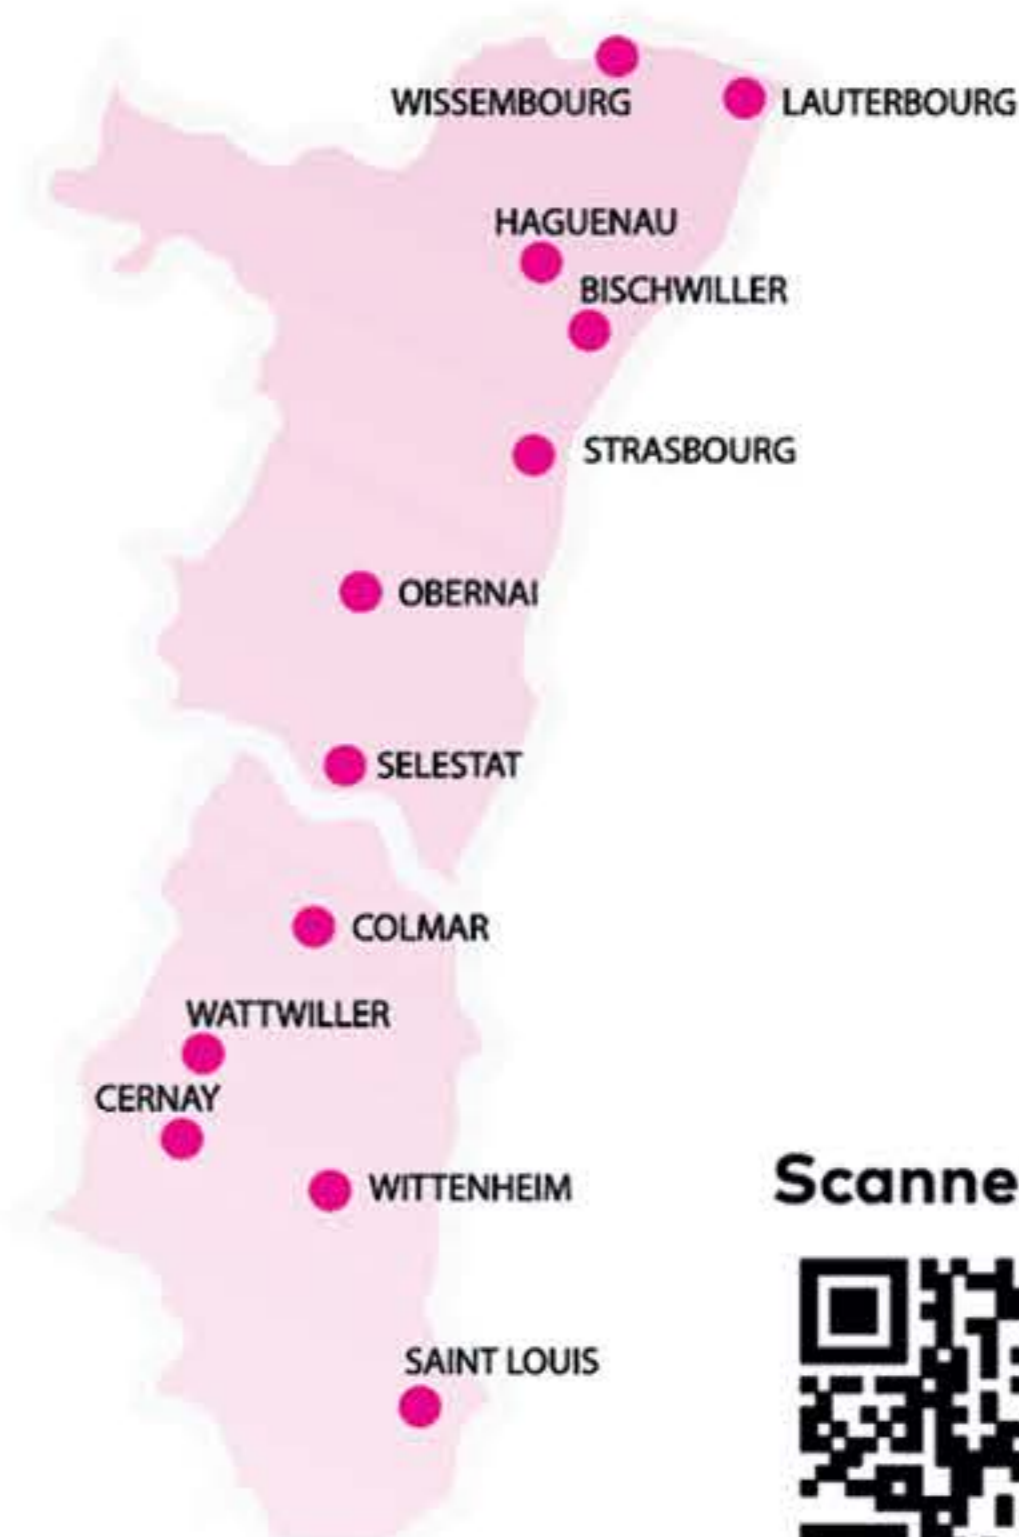 WISSEMBOURG
LAUTERBOURG
HAGUENAU
BISCHWILLER
STRASBOURG
OBERNAI
SELESTAT
COLMAR
WATTWILLER
CERNAY
WITTENHEIM
Scanne
SAINT LOUIS